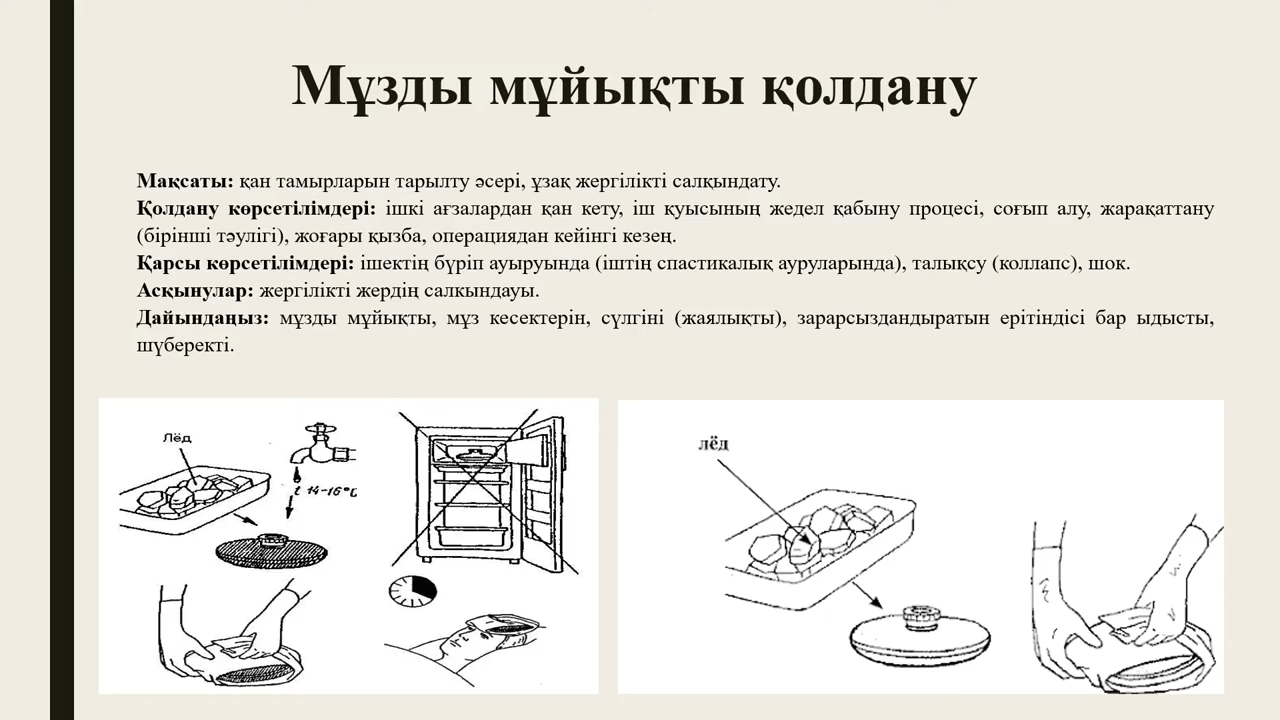 Мұзды мұйықты қолдану
Мақсаты: қан тамырларын тарылту әсері, ұзақ жергілікті салқындату.
Қолдану көрсетілімдері: ішкі ағзалардан қан кету, іш қуысының жедел қабыну процесі, соғып алу, жарақаттану
(бірінші тәулігі), жоғары қызба, операциядан кейінгі кезең.
Қарсы көрсетілімдері: ішектің бүріп ауыруында (іштің спастикалық ауруларында), талықсу (коллапс), шок.
Асқынулар: жергілікті жердің салкындауы.
Дайындаңыз: мұзды мұйықты, мұз кесектерін, сүлгіні (жаялықты), зарарсыздандыратын ерітіндісі бар ыдысты,
шүберекті.
Лёд
t 14-16°C
лёд